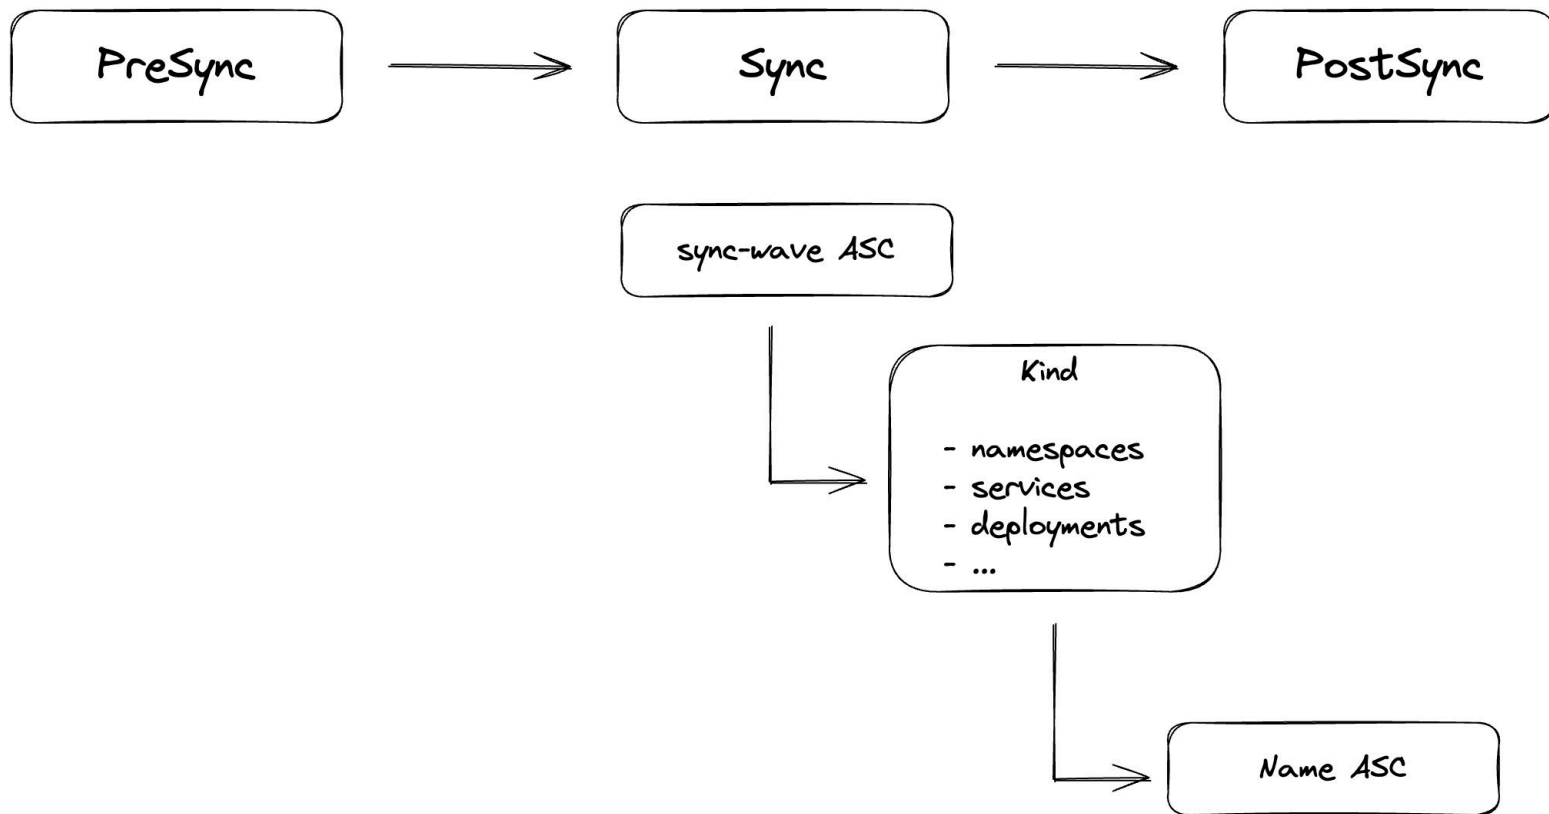 PreSync
Sync
PostSync
sync-wave ASC
Kind
- namespaces
- services
- deployments
- ...
Name ASC